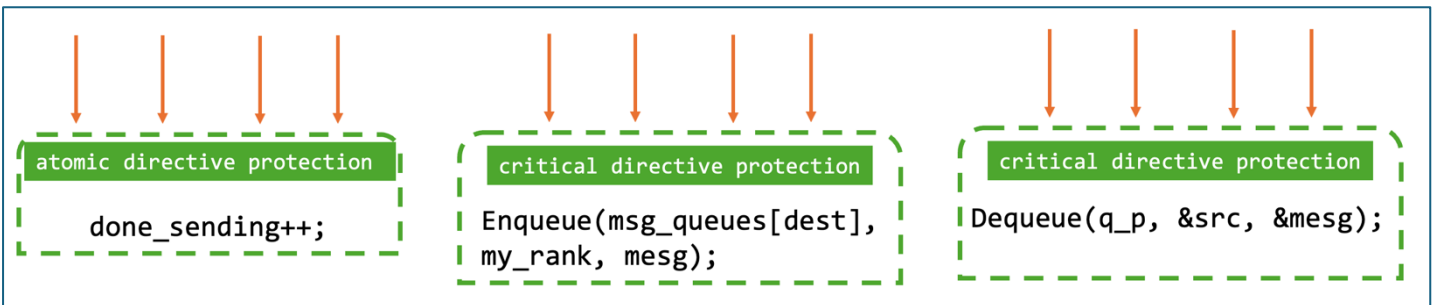 atomic directive protection
done_sending++;
critical directive protection
Enqueue(msg_queues[dest],
my_rank, mesg);
critical directive protection
Dequeue(q_p, &src, &mesg);